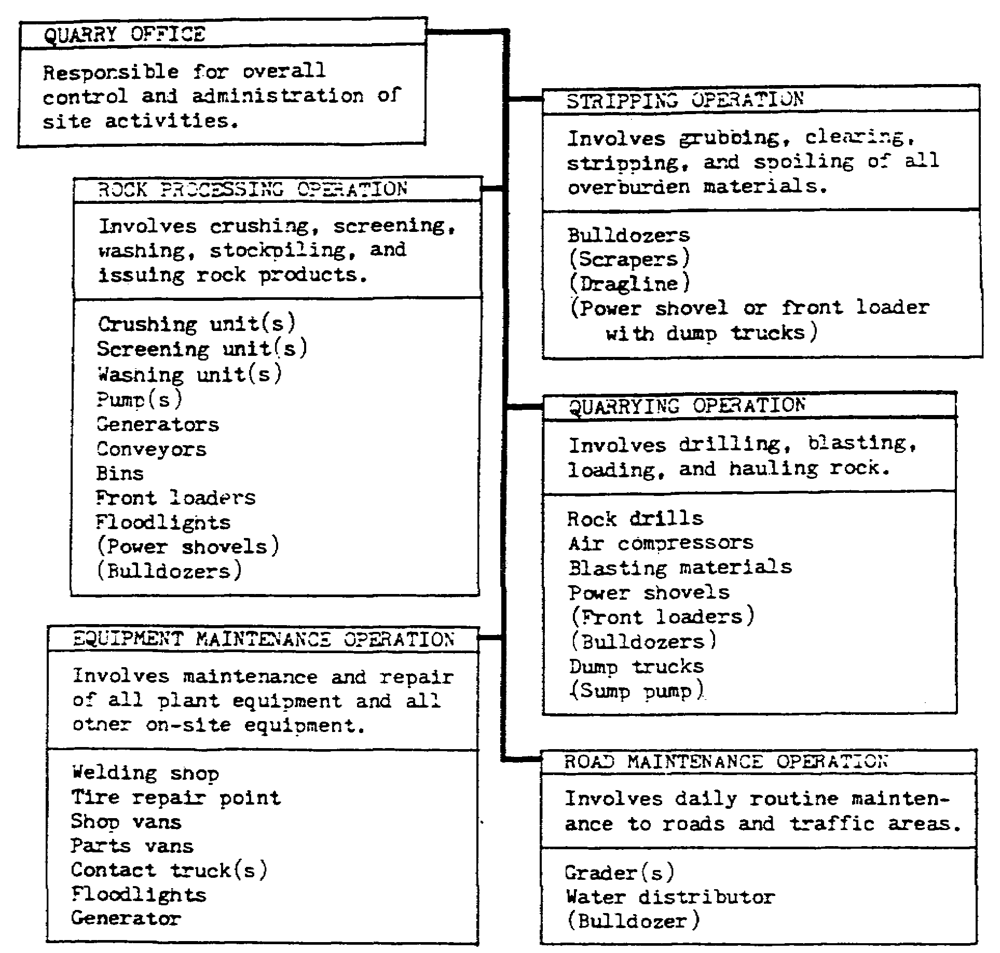 QUARRY OFFICE
Responsible for overall
control and administration of
site activities.
STRIPPING OPERATION
Involves grubbing, clearing,
stripping, and spoiling of all
overburden materials.
Bulldozers
(Scrapers)
(Dragline)
(Power shovel or front loader
with dump trucks)
ROCK PROCESSING OPERATION
Involves crushing, screening,
washing, stockpiling, and
issuing rock products.
Crushing unit(s)
Screening unit(s)
Washing unit(s)
Pump(s)
Generators
Conveyors
Bins
Front loaders
Floodlights
(Power shovels)
(Bulldozers)
QUARRYING OPERATION
Involves drilling, blasting,
loading, and hauling rock.
Rock drills
Air compressors
Blasting materials
Power shovels
(Front loaders)
(Bulldozers)
Dump trucks
(Sump pump)
EQUIPMENT MAINTENANCE OPERATION
Involves maintenance and repair
of all plant equipment and all
other on-site equipment.
Welding shop
Tire repair point
Shop vans
Parts vans
Contact truck(s)
Floodlights
Generator
ROAD MAINTENANCE OPERATION
Involves daily routine mainten-
ance to roads and traffic areas.
Grader(s)
Water distributor
(Bulldozer)